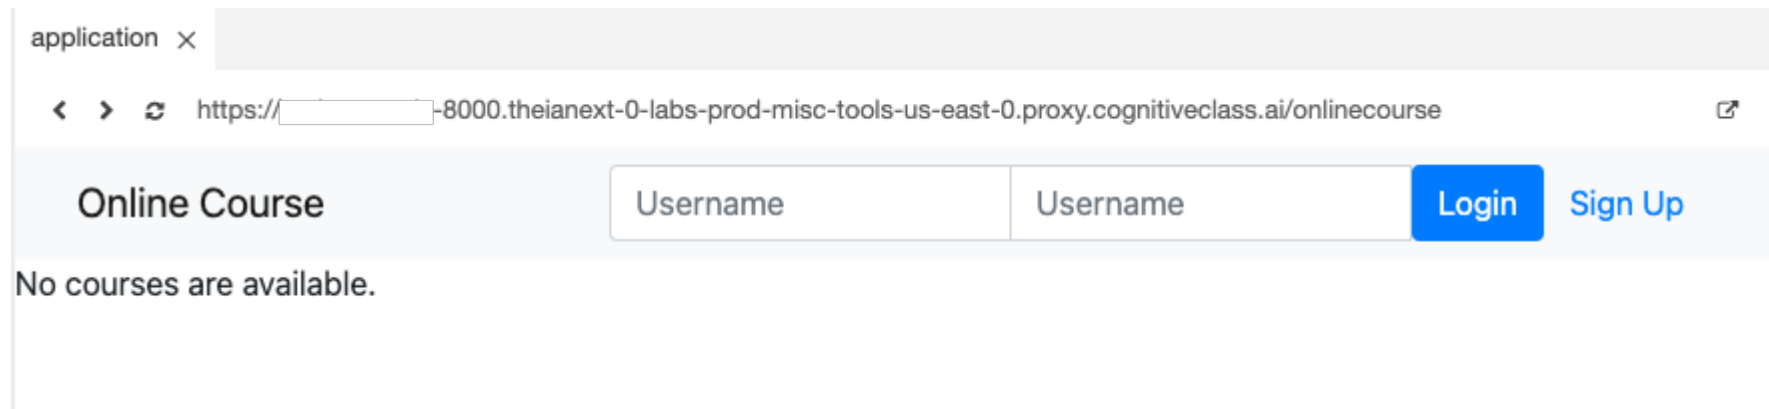 application
https:// -8000.theianext-0-labs-prod-misc-tools-us-east-0.proxy.cognitiveclass.ai/onlinecourse
Online Course Username Username Login Sign Up
No courses are available.